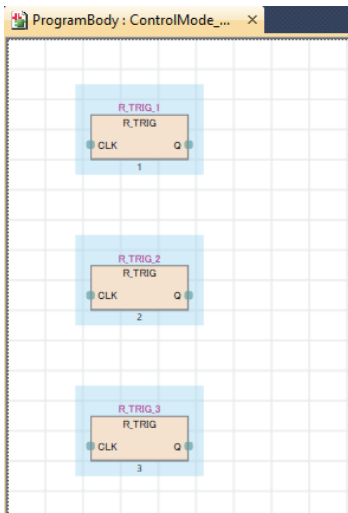 ProgramBody : ControlMode_...
R_TRIG_1
R_TRIG
CLK Q
1
R_TRIG_2
R_TRIG
CLK Q
2
R_TRIG_3
R_TRIG
CLK Q
3